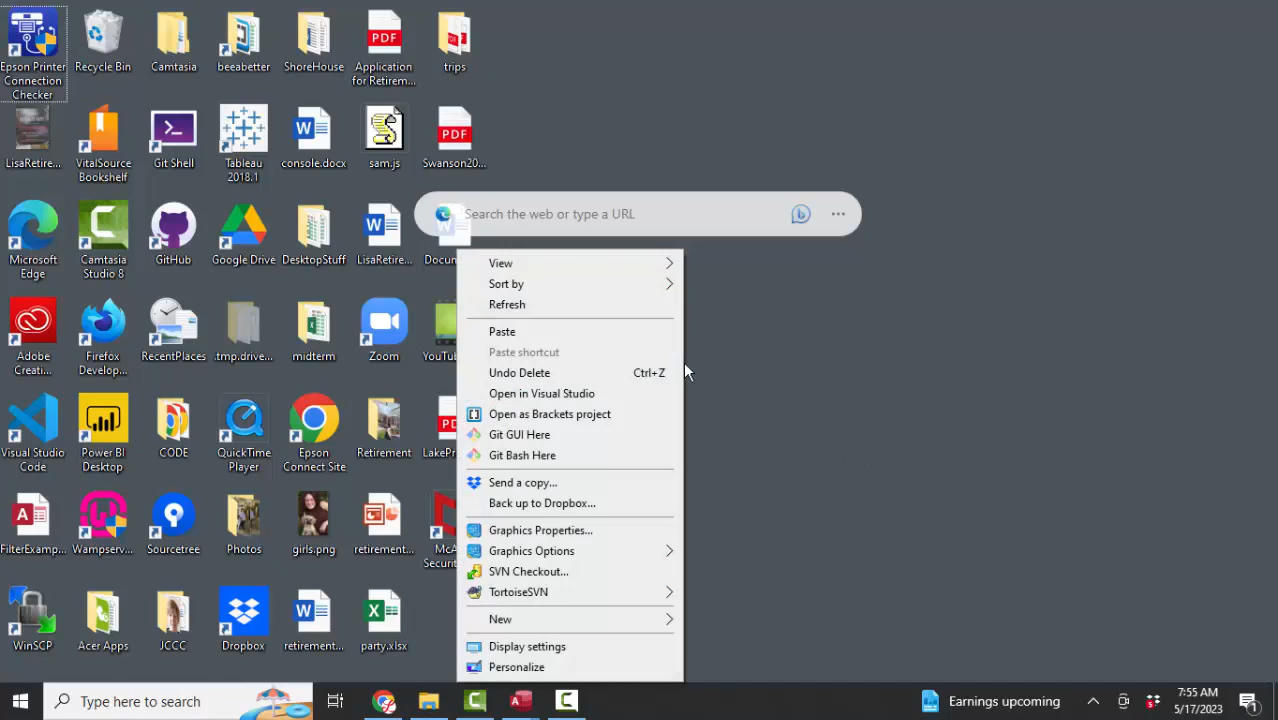 Epson Printer
Connection
Checker
Recycle Bin
Camtasia
beeabetter
ShoreHouse
Application
for Retirem...
trips
LisaRetire...
VitalSource
Bookshelf
Git Shell
Tableau
2018.1
console.docx
sam.js
Swanson20...
Search the web or type a URL
Microsoft
Edge
Camtasia
Studio 8
GitHub
Google Drive
DesktopStuff
LisaRetire...
Docum
Adobe
Creati...
Firefox
Develop...
RecentPlaces
.tmp.drive...
midterm
Zoom
YouTub
Visual Studio
Code
Power BI
Desktop
CODE
QuickTime
Player
Epson
Connect Site
Retirement
LakePr
FilterExamp...
Wampserv...
Sourcetree
Photos
girls.png
retirement...
McA
Securit
WinSCP
Acer Apps
JCCC
Dropbox
retirement...
party.xlsx
PDF
PDF
View
Sort by
Refresh
Paste
Paste shortcut
Undo Delete Ctrl+Z
Open in Visual Studio
Open as Brackets project
Git GUI Here
Git Bash Here
Send a copy...
Back up to Dropbox...
Graphics Properties...
Graphics Options
SVN Checkout...
TortoiseSVN
New
Display settings
Personalize
Type here to search
Earnings upcoming
7:55 AM
5/17/2023
1